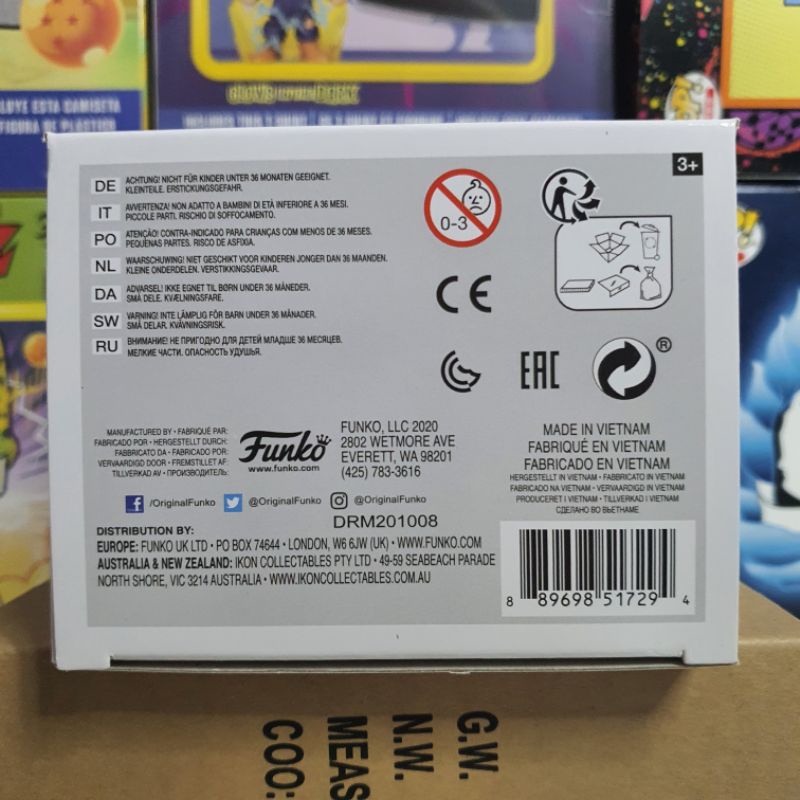 LUYE ESTA CAMISETA
FIGURA DE PLÁSTICO
3+
DE ACHTUNG! NICHT FÜR KINDER UNTER 36 MONATEN GEEIGNET.
KLEINTEILE. ERSTICKUNGSGEFAHR.
IT AVVERTENZA! NON ADATTO A BAMBINI DI ETÀ INFERIORE A 36 MESI.
PICCOLE PARTI. RISCHIO DI SOFFOCAMENTO.
PO ATENÇÃO! CONTRA-INDICADO PARA CRIANÇAS COM MENOS DE 36 MESES.
PEQUENAS PARTES. RISCO DE ASFIXIA.
NL WAARSCHUWING! NIET GESCHIKT VOOR KINDEREN JONGER DAN 36 MAANDEN.
KLEINE ONDERDELEN. VERSTIKKINGSGEVAAR.
DA ADVARSEL! IKKE EGNET TIL BØRN UNDER 36 MÅNEDER.
SMÅ DELE. KVÆLNINGSFARE.
SW VARNING! INTE LÄMPLIG FÖR BARN UNDER 36 MÅNADER.
SMÅ DELAR. KVÄVNINGSRISK.
RU ВНИМАНИЕ! НЕ ПРИГОДНО ДЛЯ ДЕТЕЙ МЛАДШЕ 36 МЕСЯЦЕВ.
МЕЛКИЕ ЧАСТИ. ОПАСНОСТЬ УДУШЬЯ.
0-3
CE
EAC
®
MANUFACTURED BY • FABRIQUÉ PAR:
FABRICADO POR • HERGESTELLT DURCH:
FABBRICATO DA • FABRICADO POR:
VERVAARDIGD DOOR • FREMSTILLET AF:
TILLVERKAD AV • ПРОИЗВОДИТЕЛЬ:
Funko
www.funko.com
FUNKO, LLC 2020
2802 WETMORE AVE
EVERETT, WA 98201
(425) 783-3616
MADE IN VIETNAM
FABRIQUÉ EN VIETNAM
FABRICADO EN VIETNAM
HERGESTELLT IN VIETNAM • FABBRICATO IN VIETNAM
FABRICADO NA VIETNAM • VERVAARDIGD IN VIETNAM
PRODUCERET I VIETNAM • TILLVERKAD I VIETNAM
СДЕЛАНО ВО ВЬЕТНАМЕ
f /OriginalFunko @OriginalFunko @OriginalFunko
DRM201008
DISTRIBUTION BY:
EUROPE: FUNKO UK LTD • PO BOX 74644 • LONDON, W6 6JW (UK) • WWW.FUNKO.COM
AUSTRALIA & NEW ZEALAND: IKON COLLECTABLES PTY LTD • 49-59 SEABEACH PARADE
NORTH SHORE, VIC 3214 AUSTRALIA • WWW.IKONCOLLECTABLES.COM.AU
8 89698 51729 4
G.W.
N.W.
MEAS
COO: